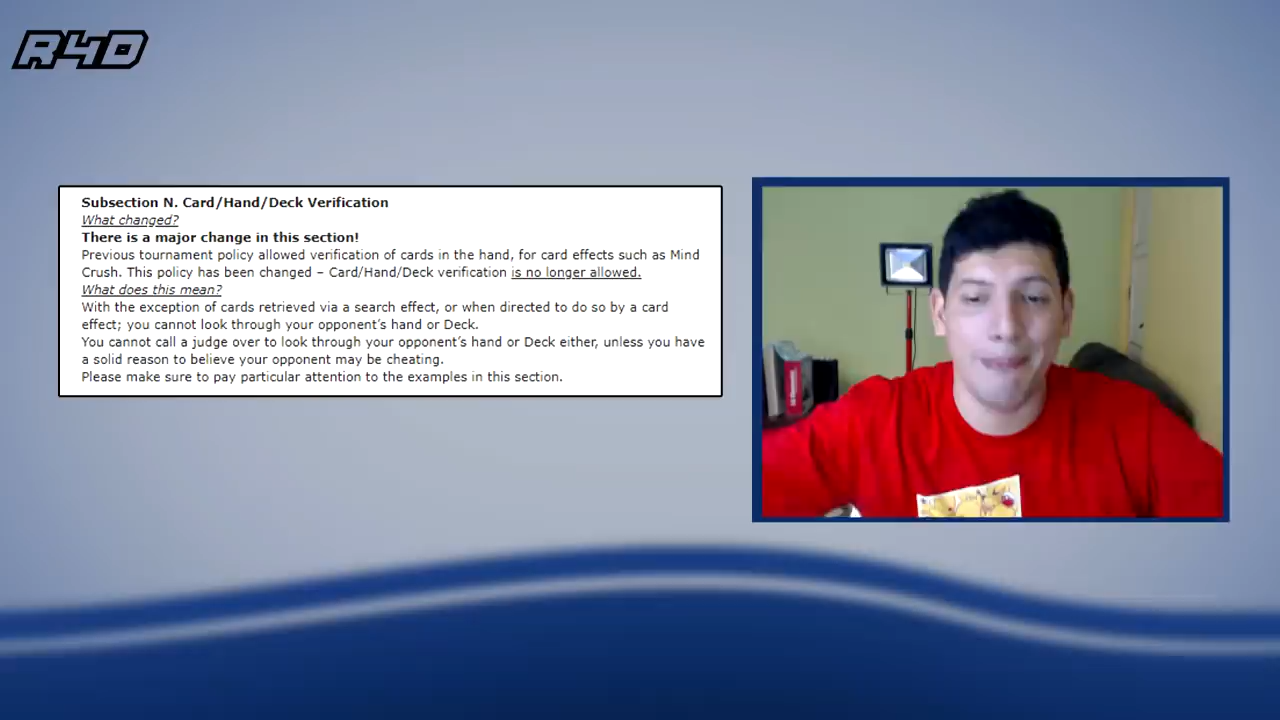 R4D
Subsection N. Card/Hand/Deck Verification
What changed?
There is a major change in this section!
Previous tournament policy allowed verification of cards in the hand, for card effects such as Mind
Crush. This policy has been changed – Card/Hand/Deck verification is no longer allowed.
What does this mean?
With the exception of cards retrieved via a search effect, or when directed to do so by a card
effect; you cannot look through your opponent's hand or Deck.
You cannot call a judge over to look through your opponent's hand or Deck either, unless you have
a solid reason to believe your opponent may be cheating.
Please make sure to pay particular attention to the examples in this section.